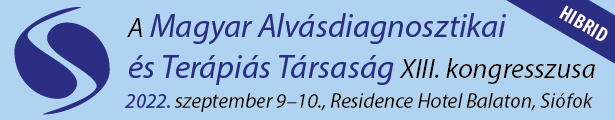 A Magyar Alvásdiagnosztikai
és Terápiás Társaság XIII. kongresszusa
2022. szeptember 9–10., Residence Hotel Balaton, Siófok
HIBRID